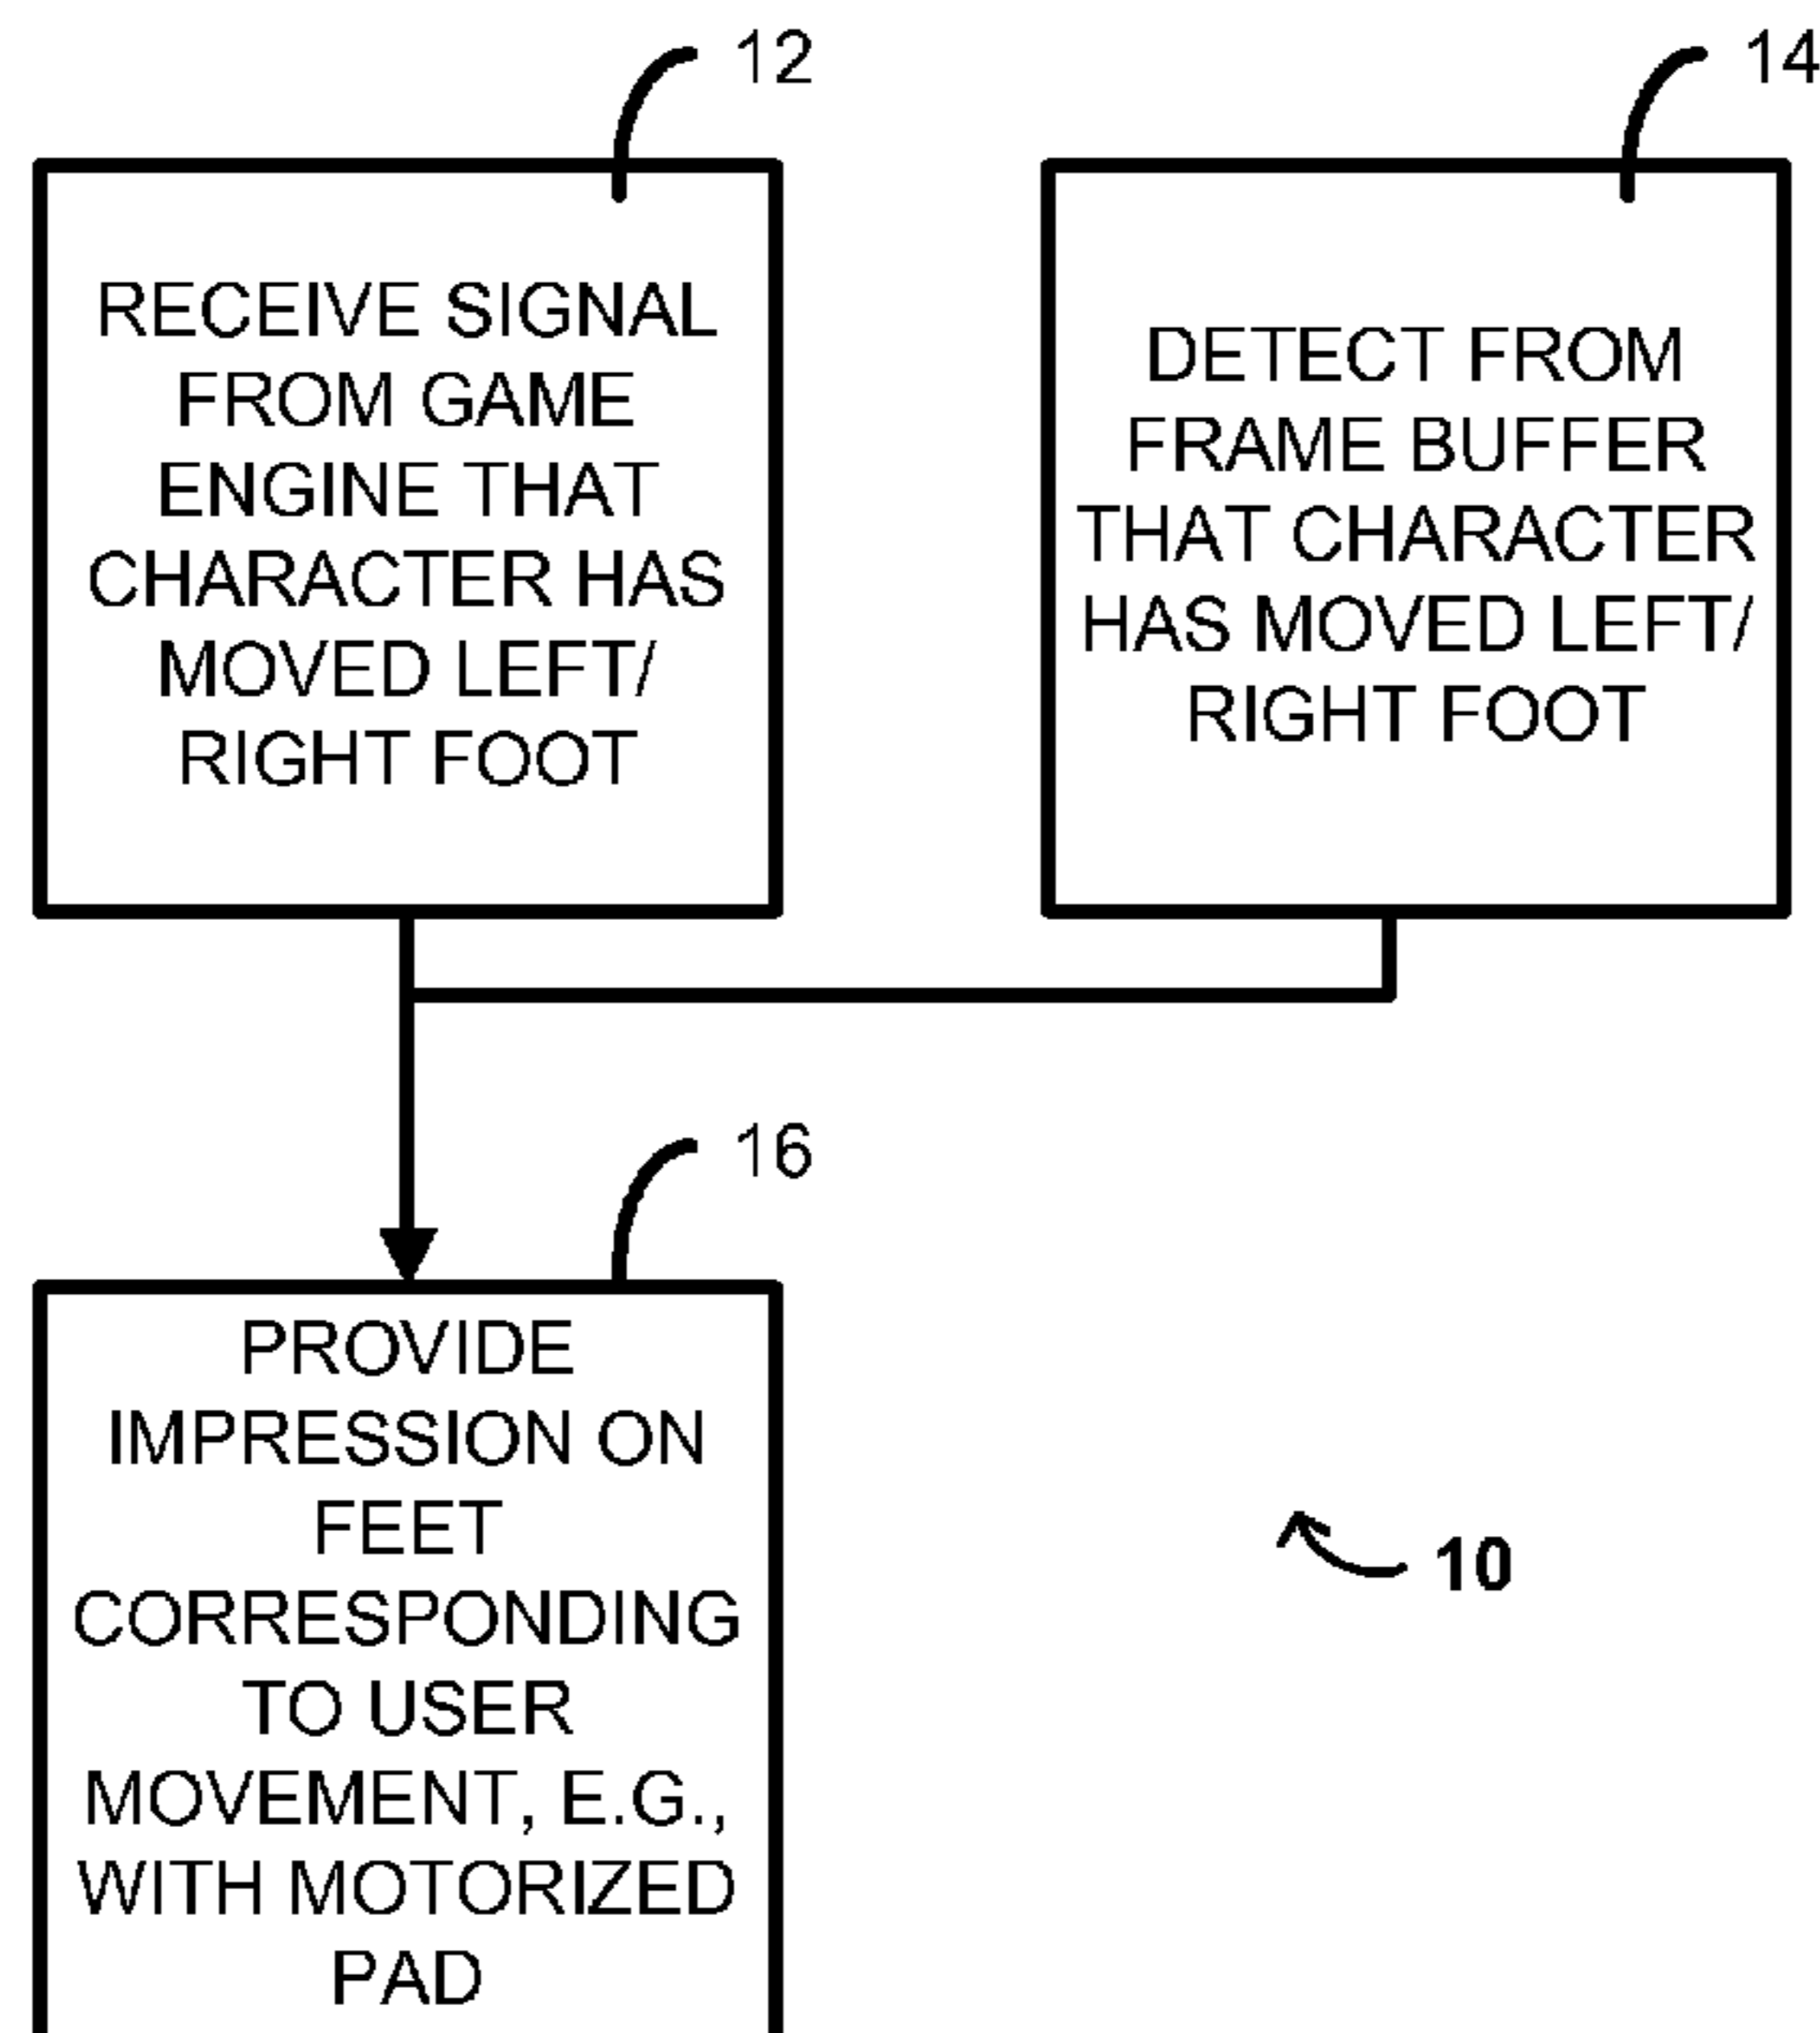 12
RECEIVE SIGNAL
FROM GAME
ENGINE THAT
CHARACTER HAS
MOVED LEFT/
RIGHT FOOT
14
DETECT FROM
FRAME BUFFER
THAT CHARACTER
HAS MOVED LEFT/
RIGHT FOOT
16
PROVIDE
IMPRESSION ON
FEET
CORRESPONDING
TO USER
MOVEMENT, E.G.,
WITH MOTORIZED
PAD
10